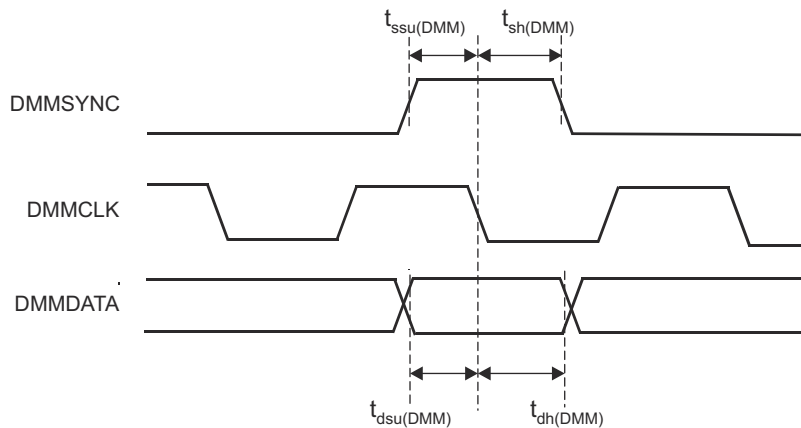 tssu(DMM) tsh(DMM)
DMMSYNC
DMMCLK
DMMDATA
tdsu(DMM) tdh(DMM)